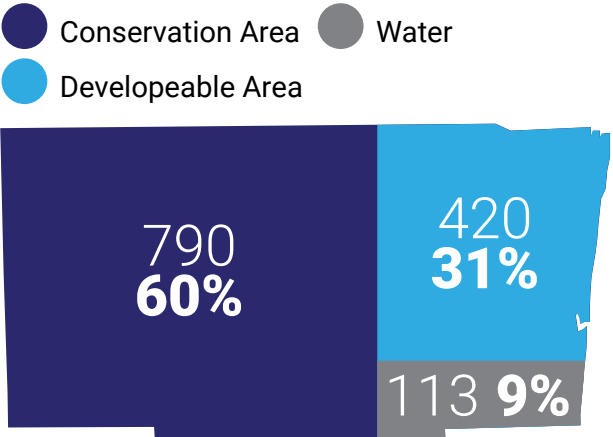 Conservation Area Water
Developeable Area
790
60%
420
31%
113 9%